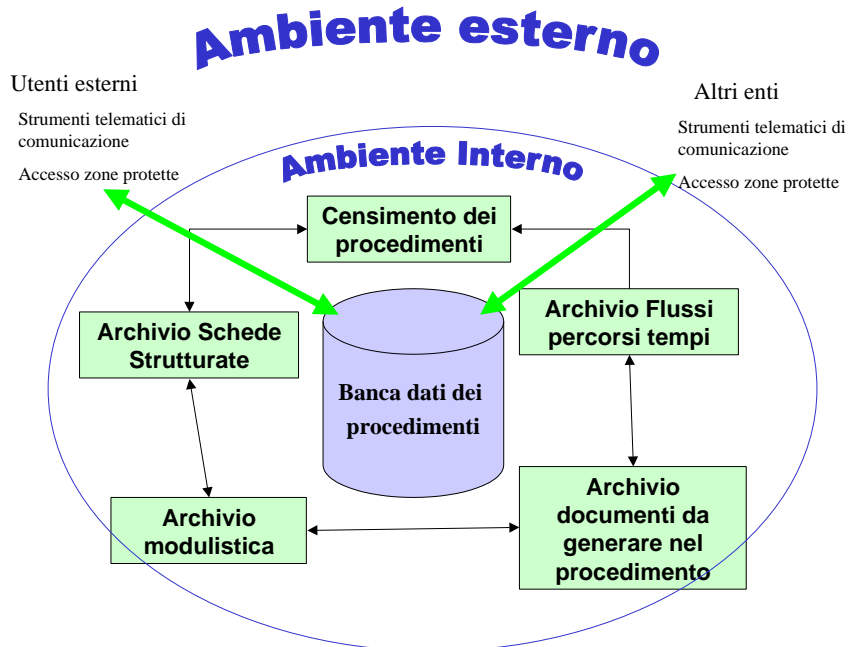 Ambiente esterno
Utenti esterni
Strumenti telematici di
comunicazione
Accesso zone protette
Altri enti
Strumenti telematici di
comunicazione
Accesso zone protette
Ambiente Interno
Censimento dei
procedimenti
Archivio Schede
Strutturate
Archivio Flussi
percorsi tempi
Banca dati dei
procedimenti
Archivio
modulistica
Archivio
documenti da
generare nel
procedimento